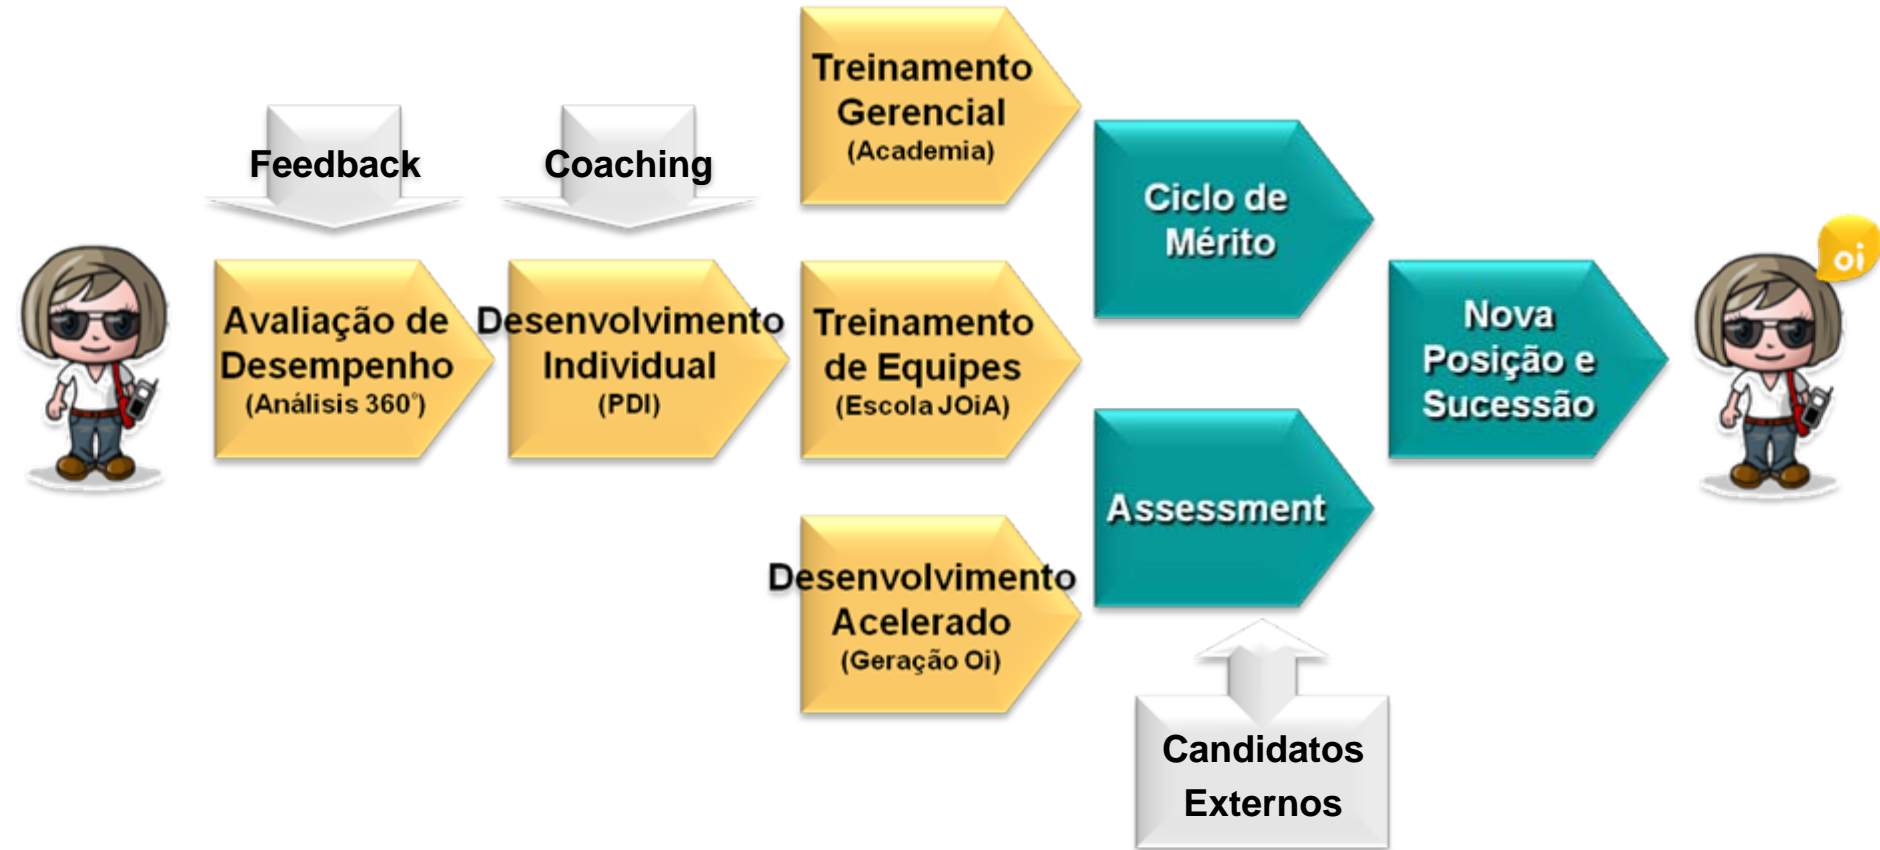 Feedback
Coaching
Avaliação de
Desempenho
(Análisis 360°)
Desenvolvimento
Individual
(PDI)
Treinamento
Gerencial
(Academia)
Treinamento
de Equipes
(Escola JOiA)
Desenvolvimento
Acelerado
(Geração Oi)
Ciclo de
Mérito
Assessment
Candidatos
Externos
Nova
Posição e
Sucessão
oi